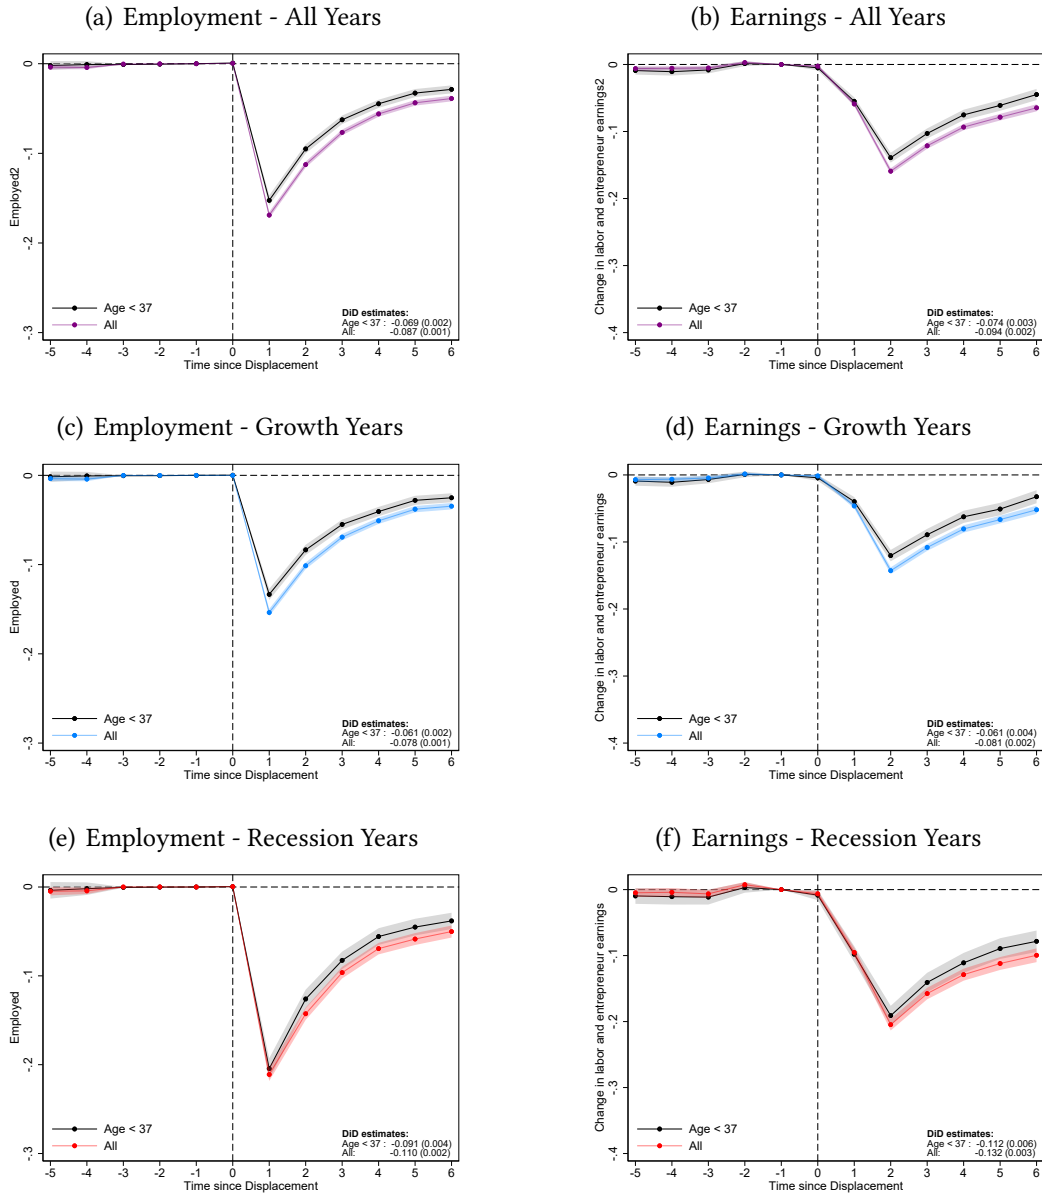 (a) Employment - All Years
Employed2
0
-.1
-.2
-.3
Age < 37
All
DiD estimates:
Age < 37 : -0.069 (0.002)
All: -0.087 (0.001)
-5 -4 -3 -2 -1 0 1 2 3 4 5 6
Time since Displacement
(b) Earnings - All Years
Change in labor and entrepreneur earnings2
0
-.1
-.2
-.3
-.4
Age < 37
All
DiD estimates:
Age < 37 : -0.074 (0.003)
All: -0.094 (0.002)
-5 -4 -3 -2 -1 0 1 2 3 4 5 6
Time since Displacement
(c) Employment - Growth Years
Employed
0
-.1
-.2
-.3
Age < 37
All
DiD estimates:
Age < 37 : -0.061 (0.002)
All: -0.078 (0.001)
-5 -4 -3 -2 -1 0 1 2 3 4 5 6
Time since Displacement
(d) Earnings - Growth Years
Change in labor and entrepreneur earnings
0
-.1
-.2
-.3
-.4
Age < 37
All
DiD estimates:
Age < 37 : -0.061 (0.004)
All: -0.081 (0.002)
-5 -4 -3 -2 -1 0 1 2 3 4 5 6
Time since Displacement
(e) Employment - Recession Years
Employed
0
-.1
-.2
-.3
Age < 37
All
DiD estimates:
Age < 37 : -0.091 (0.004)
All: -0.110 (0.002)
-5 -4 -3 -2 -1 0 1 2 3 4 5 6
Time since Displacement
(f) Earnings - Recession Years
Change in labor and entrepreneur earnings
0
-.1
-.2
-.3
-.4
Age < 37
All
DiD estimates:
Age < 37 : -0.112 (0.006)
All: -0.132 (0.003)
-5 -4 -3 -2 -1 0 1 2 3 4 5 6
Time since Displacement